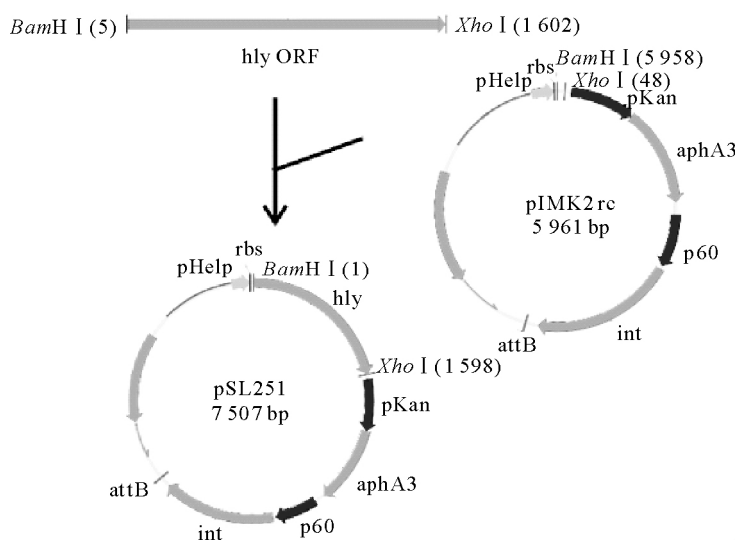 BamH I (5)
Xho I (1 602)
hly ORF
rbs
BamH I (5 958)
pHelp
Xho I (48)
pKan
aphA3
pIMK2 rc
5 961 bp
p60
attB
int
rbs
pHelp
BamH I (1)
hly
Xho I (1 598)
pSL251
7 507 bp
pKan
attB
aphA3
int
p60